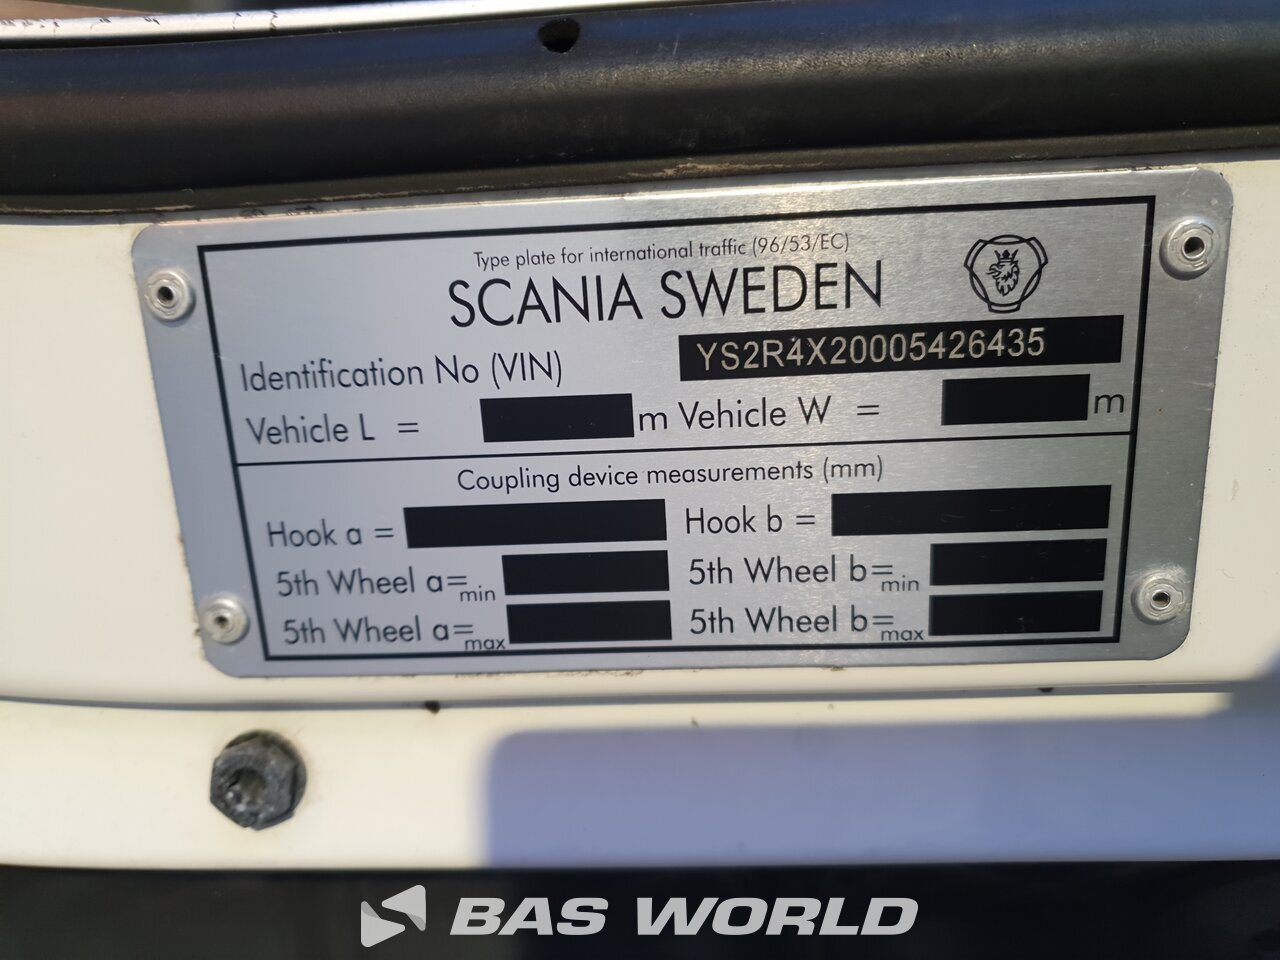 Type plate for international traffic (96/53/EC)
SCANIA SWEDEN
Identification No (VIN) YS2R4X20005426435
Vehicle L = m Vehicle W = m
Coupling device measurements (mm)
Hook a = Hook b =
5th Wheel a=min 5th Wheel b=min
5th Wheel a=max 5th Wheel b=max
BAS WORLD